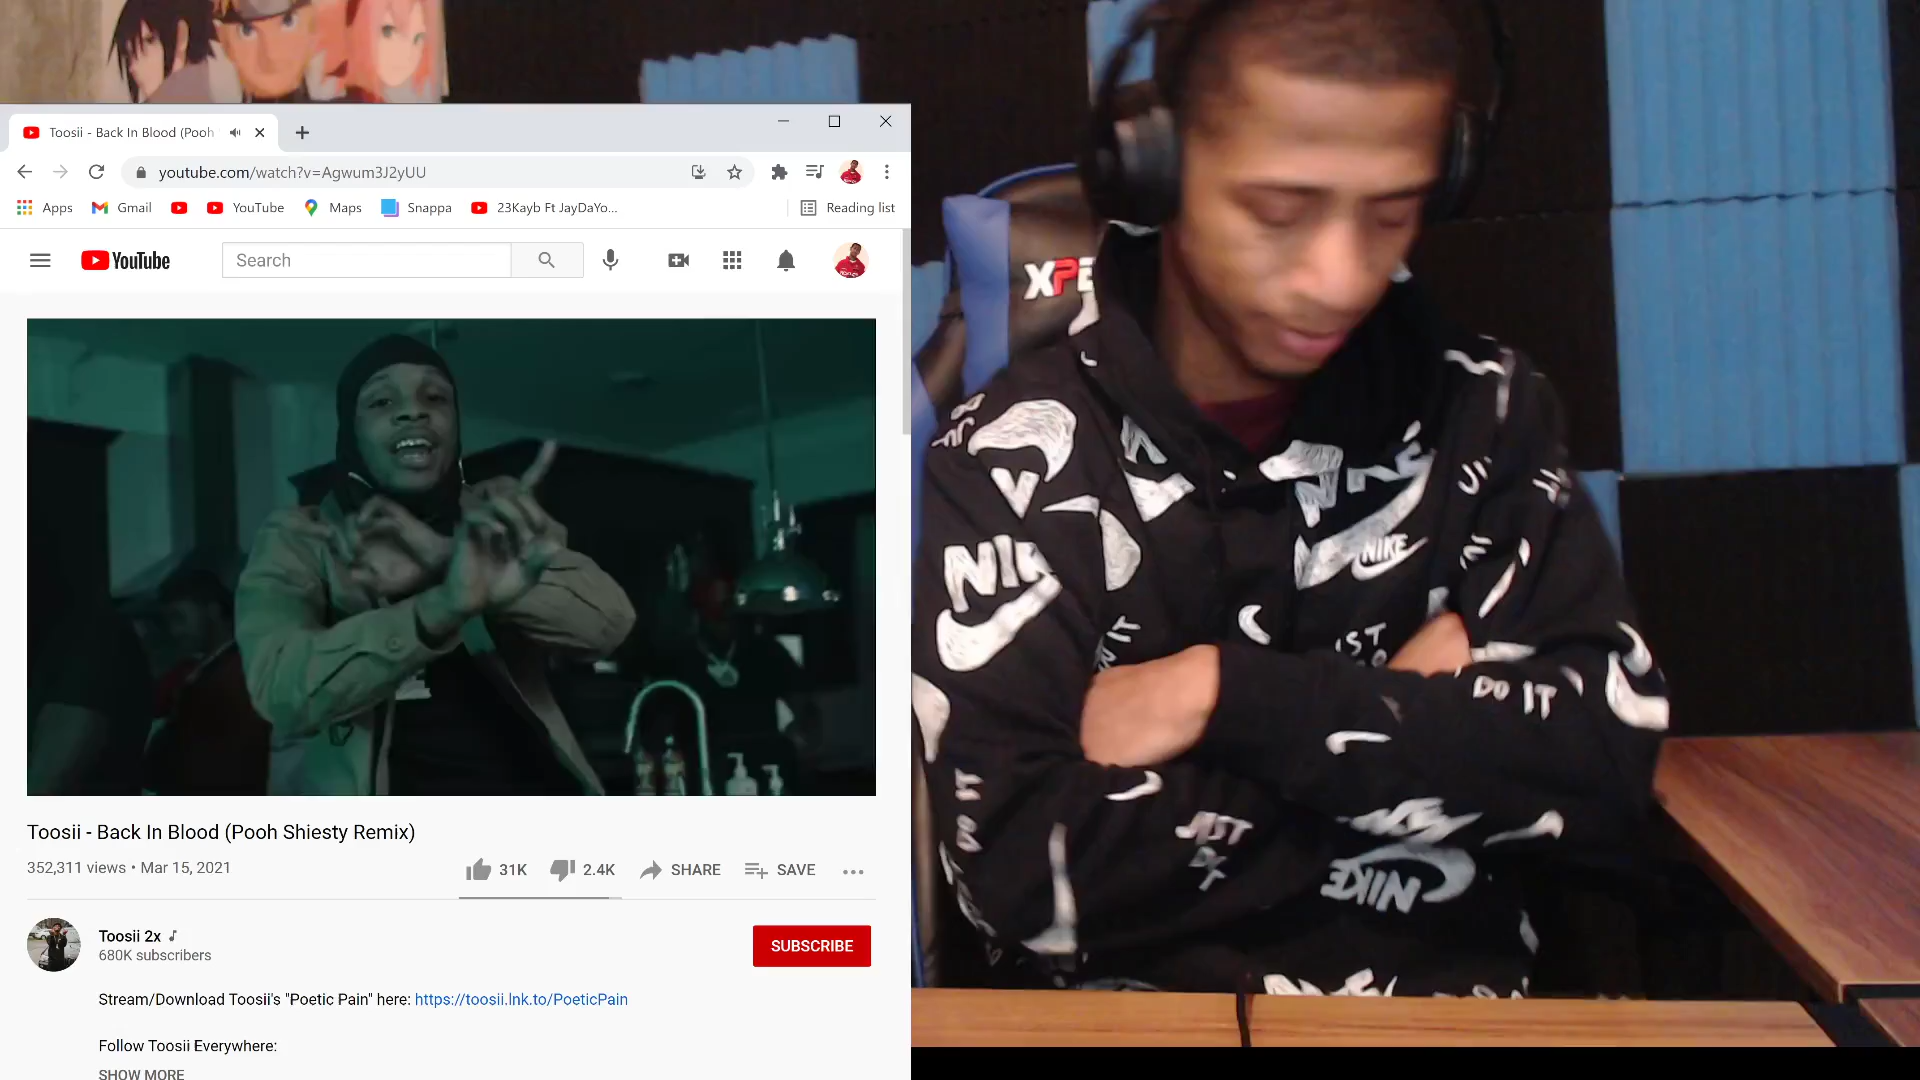 Toosii - Back In Blood (Pooh
youtube.com/watch?v=Agwum3J2yUU
Apps Gmail YouTube Maps Snappa 23Kayb Ft JayDaYo... Reading list
YouTube Search
XPE
NIKE
DO IT
Toosii - Back In Blood (Pooh Shiesty Remix)
352,311 views • Mar 15, 2021 31K 2.4K SHARE SAVE
Toosii 2x
680K subscribers
SUBSCRIBE
Stream/Download Toosii's "Poetic Pain" here: https://toosii.lnk.to/PoeticPain
Follow Toosii Everywhere:
SHOW MORE
NIKE